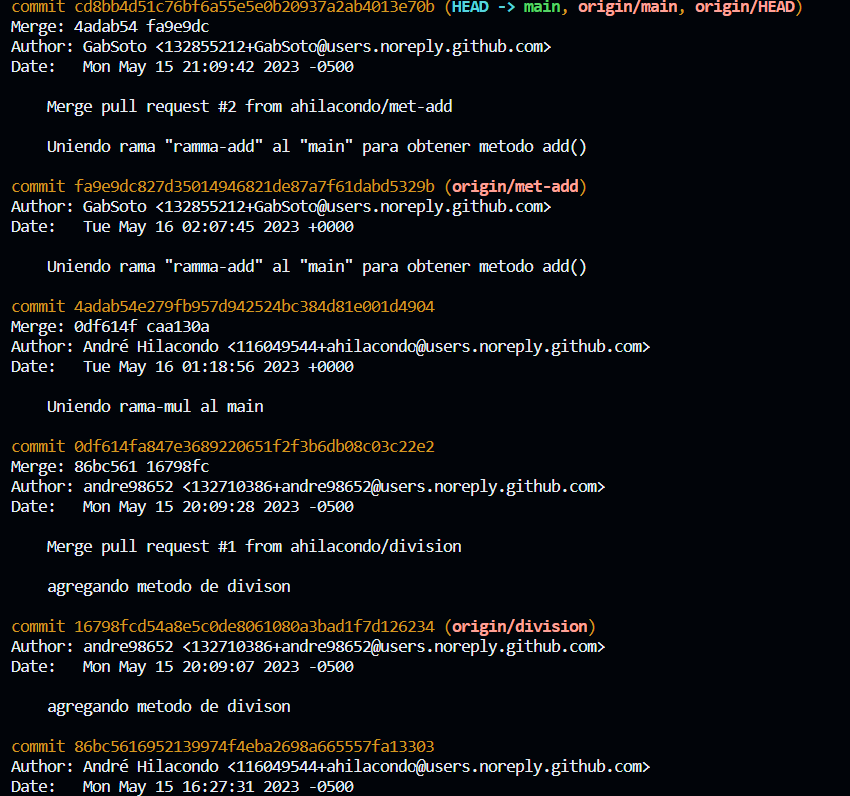 commit cd8bb4d51c76bf6a55e5e0b20937a2ab4013e70b (HEAD -> main, origin/main, origin/HEAD)
Merge: 4adab54 fa9e9dc
Author: GabSoto <132855212+GabSoto@users.noreply.github.com>
Date:   Mon May 15 21:09:42 2023 -0500
Merge pull request #2 from ahilacondo/met-add
Uniendo rama "ramma-add" al "main" para obtener metodo add()
commit fa9e9dc827d35014946821de87a7f61dabd5329b (origin/met-add)
Author: GabSoto <132855212+GabSoto@users.noreply.github.com>
Date:   Tue May 16 02:07:45 2023 +0000
Uniendo rama "ramma-add" al "main" para obtener metodo add()
commit 4adab54e279fb957d942524bc384d81e001d4904
Merge: 0df614f caa130a
Author: André Hilacondo <116049544+ahilacondo@users.noreply.github.com>
Date:   Tue May 16 01:18:56 2023 +0000
Uniendo rama-mul al main
commit 0df614fa847e3689220651f2f3b6db08c03c22e2
Merge: 86bc561 16798fc
Author: andre98652 <132710386+andre98652@users.noreply.github.com>
Date:   Mon May 15 20:09:28 2023 -0500
Merge pull request #1 from ahilacondo/division
agregando metodo de divison
commit 16798fcd54a8e5c0de8061080a3bad1f7d126234 (origin/division)
Author: andre98652 <132710386+andre98652@users.noreply.github.com>
Date:   Mon May 15 20:09:07 2023 -0500
agregando metodo de divison
commit 86bc5616952139974f4eba2698a665557fa13303
Author: André Hilacondo <116049544+ahilacondo@users.noreply.github.com>
Date:   Mon May 15 16:27:31 2023 -0500